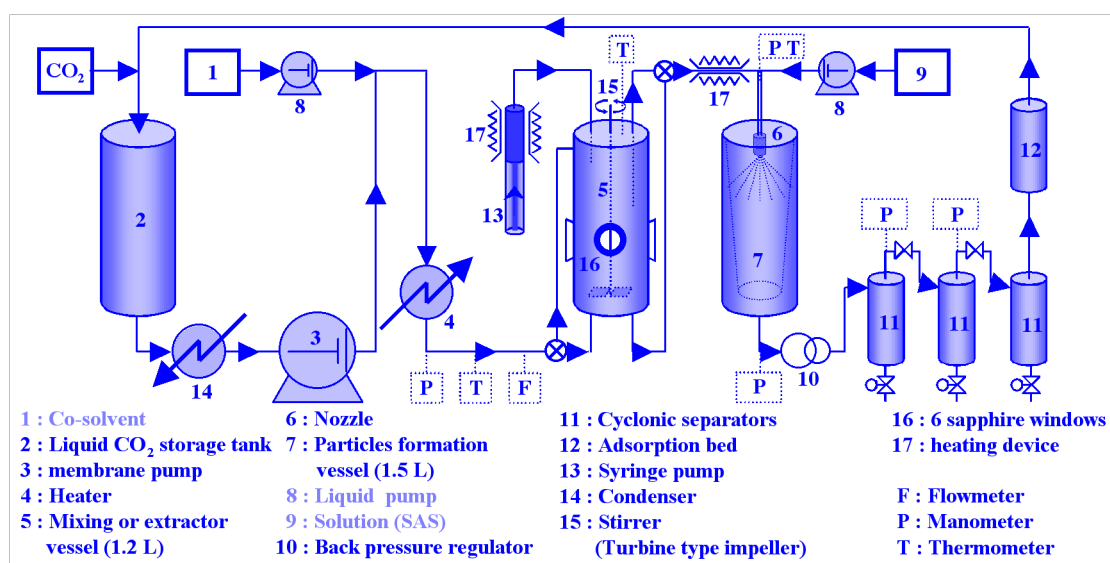 CO2
1
8
2
14
3
4
P
T
F
17
13
T
15
5
16
17
P T
6
7
P
8
9
10
P
P
11
11
11
12
1 : Co-solvent
2 : Liquid CO2 storage tank
3 : membrane pump
4 : Heater
5 : Mixing or extractor
vessel (1.2 L)
6 : Nozzle
7 : Particles formation
vessel (1.5 L)
8 : Liquid pump
9 : Solution (SAS)
10 : Back pressure regulator
11 : Cyclonic separators
12 : Adsorption bed
13 : Syringe pump
14 : Condenser
15 : Stirrer
(Turbine type impeller)
16 : 6 sapphire windows
17 : heating device
F : Flowmeter
P : Manometer
T : Thermometer